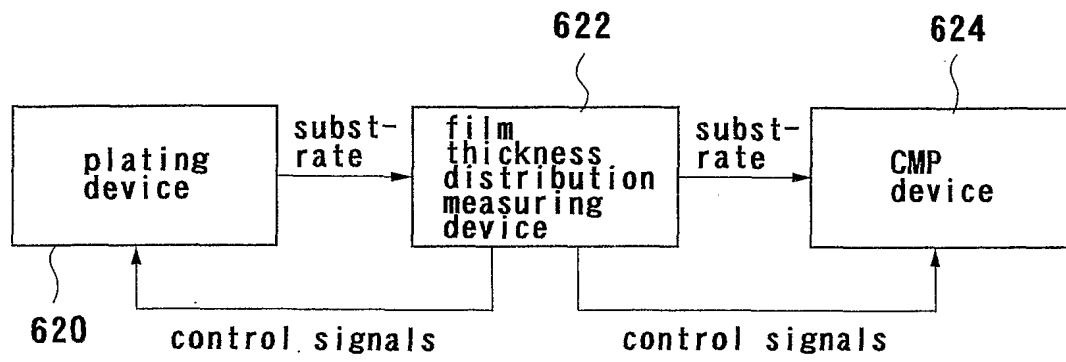 622
624
plating
device
subst-
rate
film
thickness
distribution
measuring
device
subst-
rate
CMP
device
620
control signals
control signals